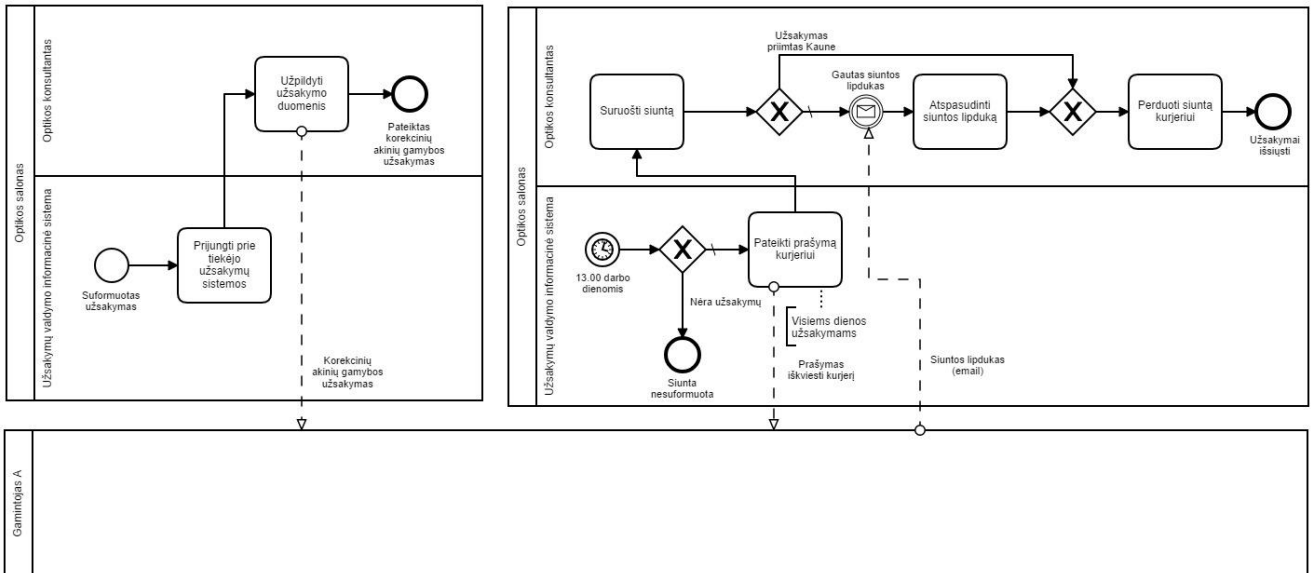 Optikos salonas
Optikos konsultantas
Užpildyti
užsakymo
duomenis
Pateiktas
korekcinių
akinių gamybos
užsakymas
Užsakymų valdymo informacinė sistema
Suformuotas
užsakymas
Prijungti prie
tiekėjo
užsakymų
sistemos
Korekcinių
akinių gamybos
užsakymas
Optikos salonas
Optikos konsultantas
Suruošti siuntą
Užsakymas
priimtas Kaune
Gautas siuntos
lipdukas
Atspasudinti
siuntos lipduką
Perduoti siuntą
kurjeriui
Užsakymai
išsiųsti
Užsakymų valdymo informacinė sistema
13.00 darbo
dienomis
Nėra užsakymų
Siunta
nesuformuota
Pateikti prašymą
kurjeriui
Visiems dienos
užsakymams
Prašymas
iškviesti kurjerį
Siuntos lipdukas
(email)
Gamintojas A